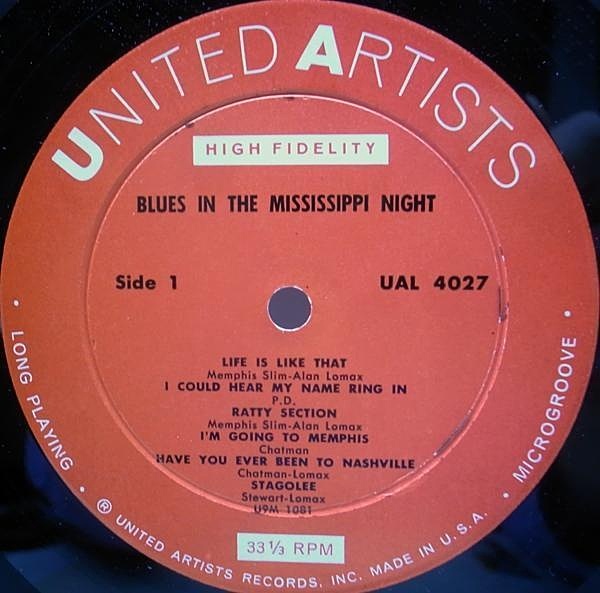 UNITED ARTISTS
HIGH FIDELITY
BLUES IN THE MISSISSIPPI NIGHT
Side 1
UAL 4027
LIFE IS LIKE THAT
Memphis Slim-Alan Lomax
I COULD HEAR MY NAME RING IN
P.D.
RATTY SECTION
Memphis Slim-Alan Lomax
I'M GOING TO MEMPHIS
Chatman
HAVE YOU EVER BEEN TO NASHVILLE
Chatman-Lomax
STAGOLEE
Stewart-Lomax
U9M 1081
• LONG PLAYING •
MICROGROOVE •
33⅓ RPM
® UNITED ARTISTS RECORDS, INC. MADE IN U.S.A. •